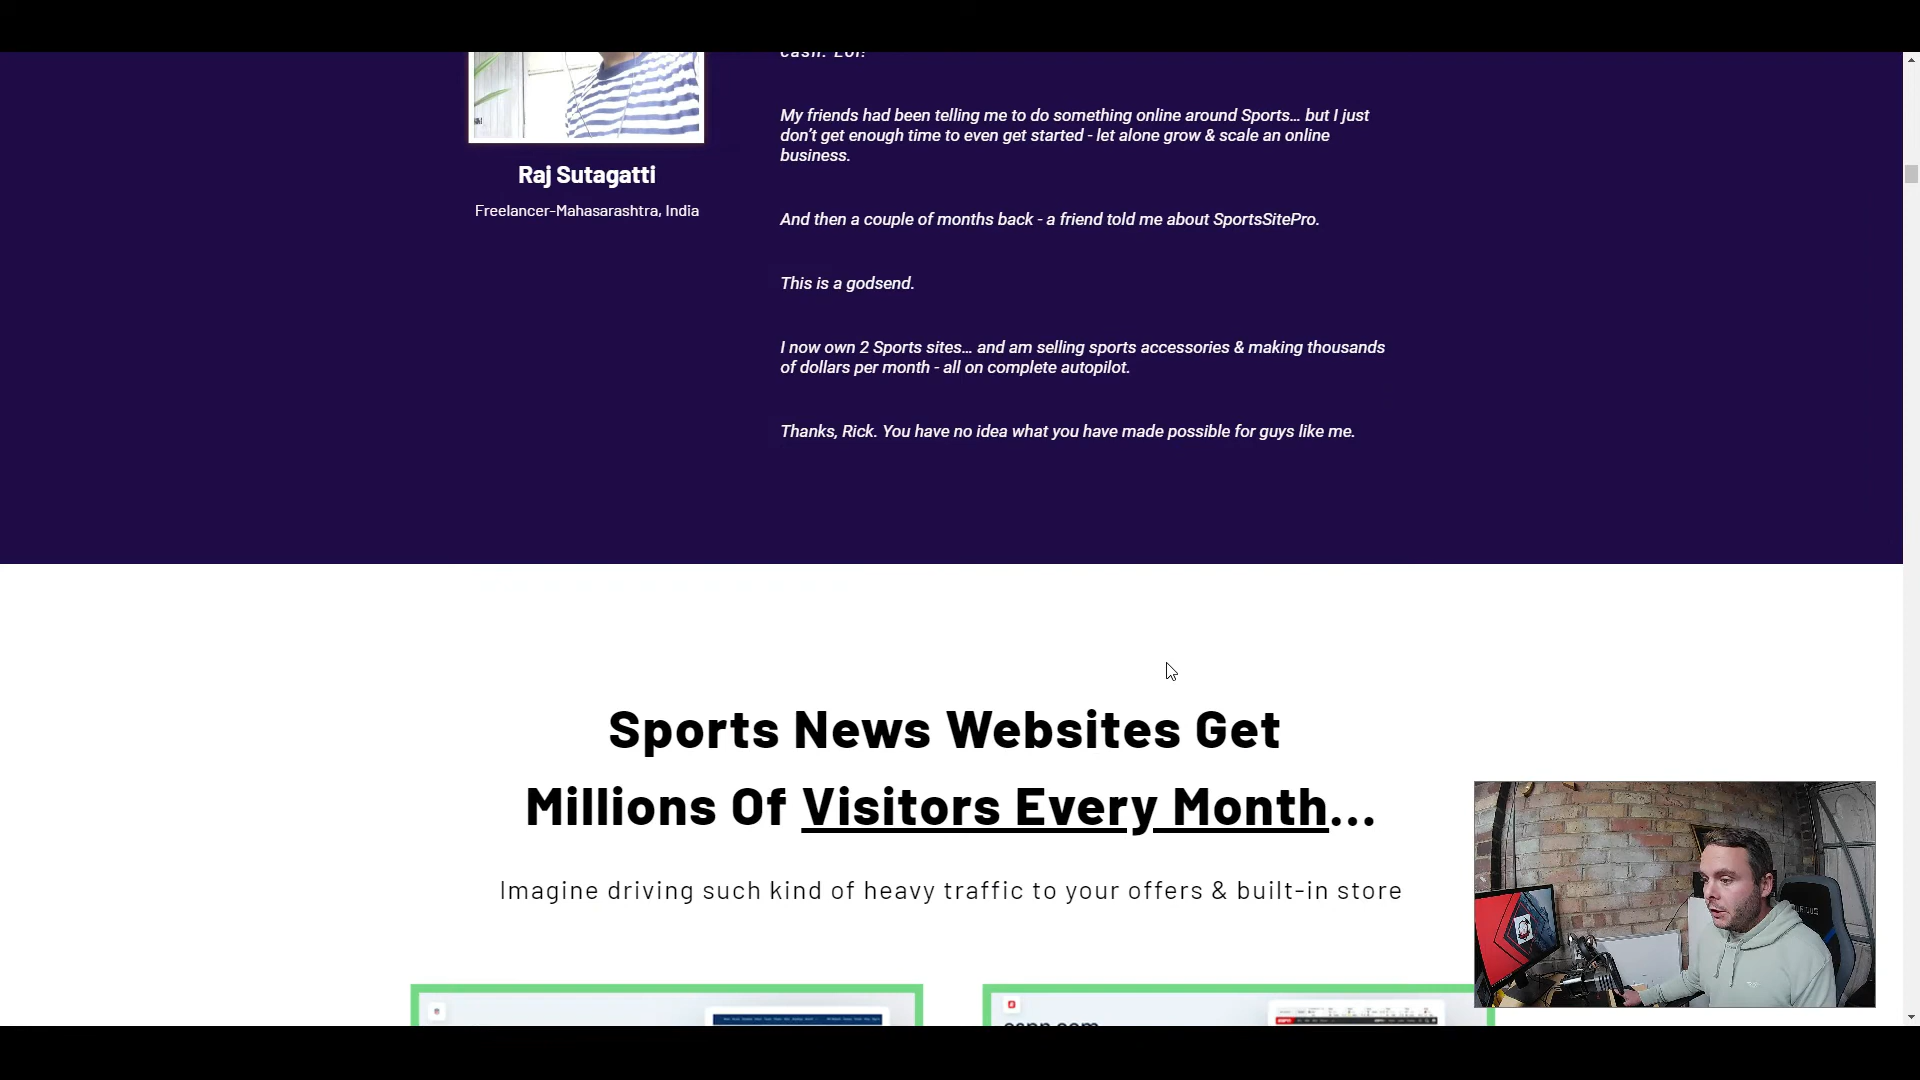 cash. Lol!
My friends had been telling me to do something online around Sports... but I just
don't get enough time to even get started - let alone grow & scale an online
business.
Raj Sutagatti
Freelancer-Mahasarashtra, India
And then a couple of months back - a friend told me about SportsSitePro.
This is a godsend.
I now own 2 Sports sites... and am selling sports accessories & making thousands
of dollars per month - all on complete autopilot.
Thanks, Rick. You have no idea what you have made possible for guys like me.
Sports News Websites Get
Millions Of Visitors Every Month...
Imagine driving such kind of heavy traffic to your offers & built-in store
espn.com